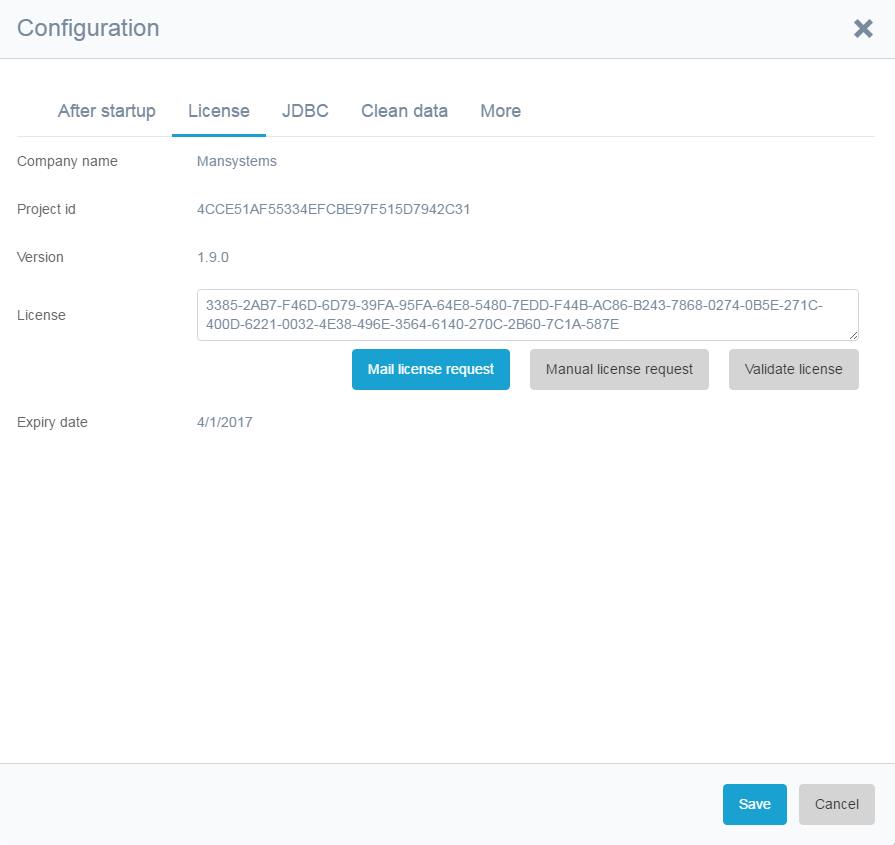 Configuration
After startup License JDBC Clean data More
Company name Mansystems
Project id 4CCE51AF55334EFCBE97F515D7942C31
Version 1.9.0
License 3385-2AB7-F46D-6D79-39FA-95FA-64E8-5480-7EDD-F44B-AC86-B243-7868-0274-0B5E-271C-
400D-6221-0032-4E38-496E-3564-6140-270C-2B60-7C1A-587E
Mail license request Manual license request Validate license
Expiry date 4/1/2017
Save Cancel